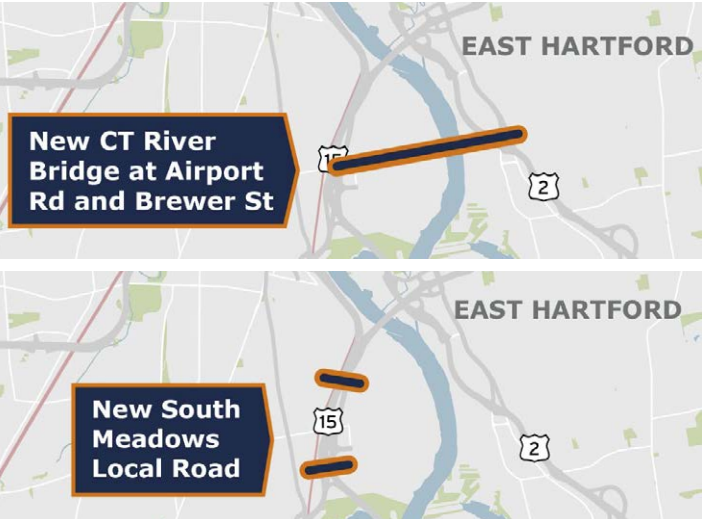 EAST HARTFORD
New CT River
Bridge at Airport
Rd and Brewer St
15
2
EAST HARTFORD
New South
Meadows
Local Road
15
2